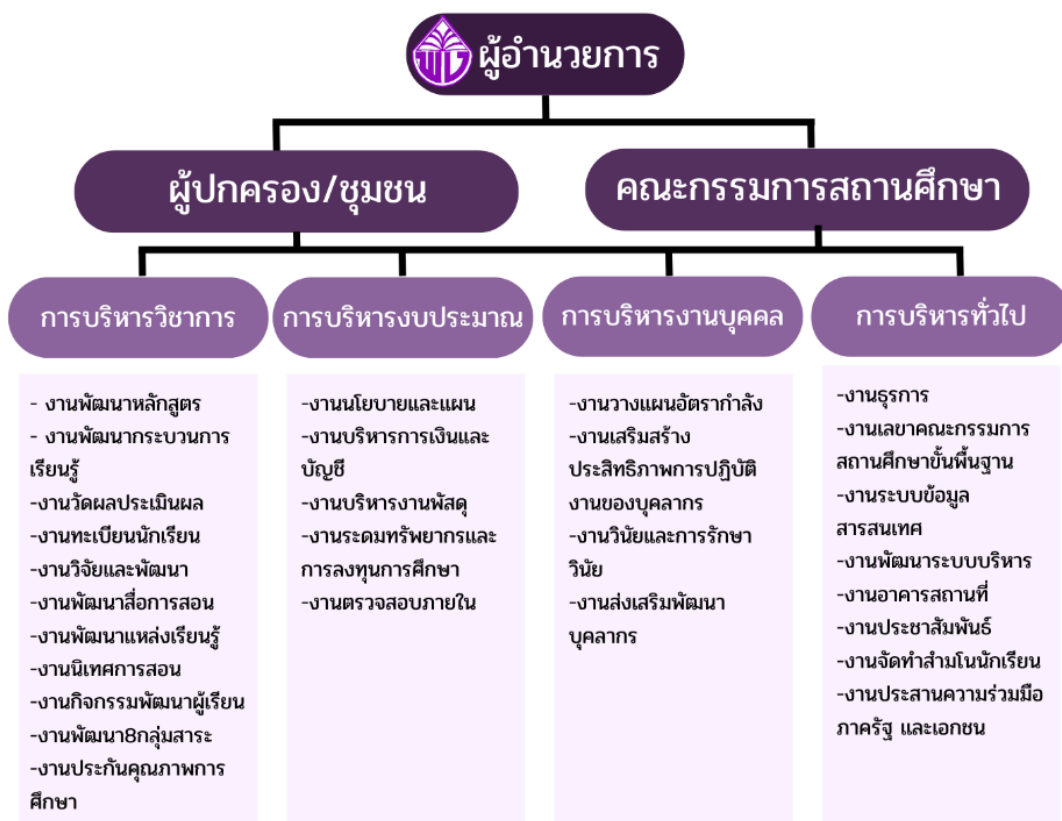 ผู้อำนวยการ
ผู้ปกครอง/ชุมชน
คณะกรรมการสถานศึกษา
การบริหารวิชาการ
การบริหารงบประมาณ
การบริหารงานบุคคล
การบริหารทั่วไป
- งานพัฒนาหลักสูตร
- งานพัฒนากระบวนการ
เรียนรู้
-งานวัดผลประเมินผล
-งานทะเบียนนักเรียน
-งานวิจัยและพัฒนา
-งานพัฒนาสื่อการสอน
-งานพัฒนาแหล่งเรียนรู้
-งานนิเทศการสอน
-งานกิจกรรมพัฒนาผู้เรียน
-งานพัฒนา8กลุ่มสาระ
-งานประกันคุณภาพการ
ศึกษา
-งานนโยบายและแผน
-งานบริหารการเงินและ
บัญชี
-งานบริหารงานพัสดุ
-งานระดมทรัพยากรและ
การลงทุนการศึกษา
-งานตรวจสอบภายใน
-งานวางแผนอัตรากำลัง
-งานเสริมสร้าง
ประสิทธิภาพการปฏิบัติ
งานของบุคลากร
-งานวินัยและการรักษา
วินัย
-งานส่งเสริมพัฒนา
บุคลากร
-งานธุรการ
-งานเลขาคณะกรรมการ
สถานศึกษาขั้นพื้นฐาน
-งานระบบข้อมูล
สารสนเทศ
-งานพัฒนาระบบบริหาร
-งานอาคารสถานที่
-งานประชาสัมพันธ์
-งานจัดทำสำมโนนักเรียน
-งานประสานความร่วมมือ
ภาครัฐ และเอกชน